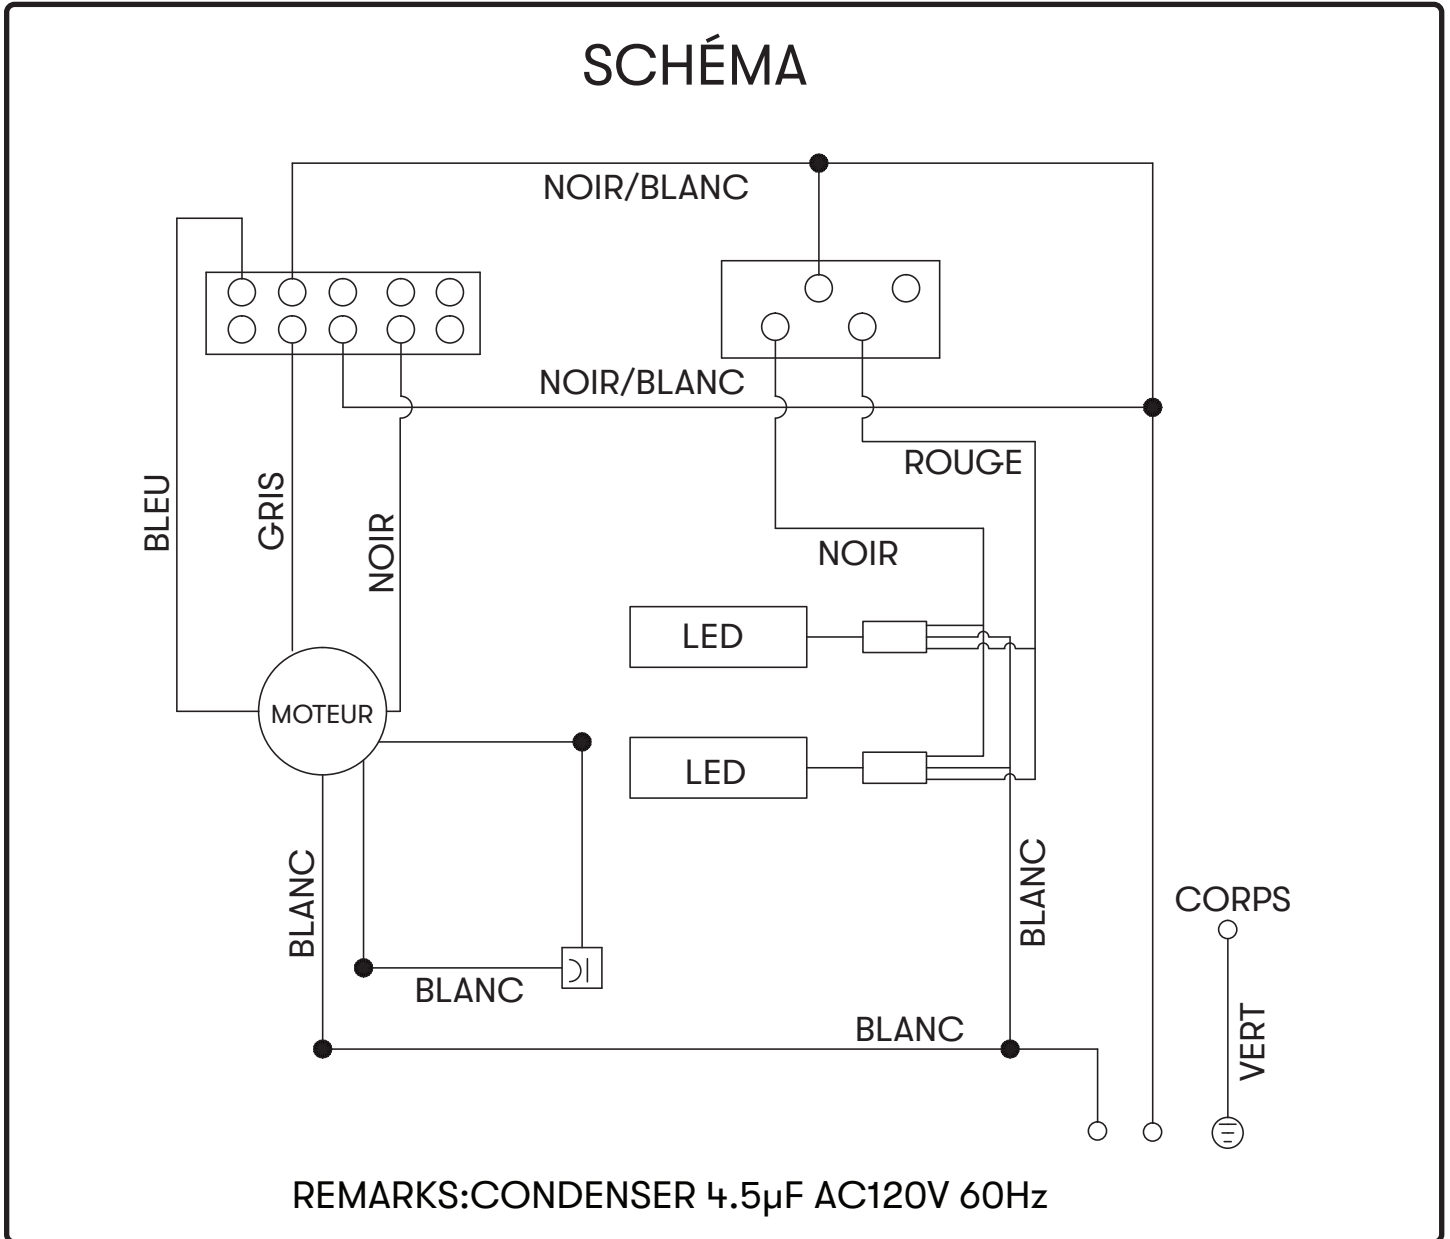 SCHÉMA
NOIR/BLANC
NOIR/BLANC
ROUGE
BLEU
GRIS
NOIR
NOIR
LED
MOTEUR
LED
BLANC
BLANC
CORPS
BLANC
BLANC
VERT
REMARKS:CONDENSER 4.5µF AC120V 60Hz